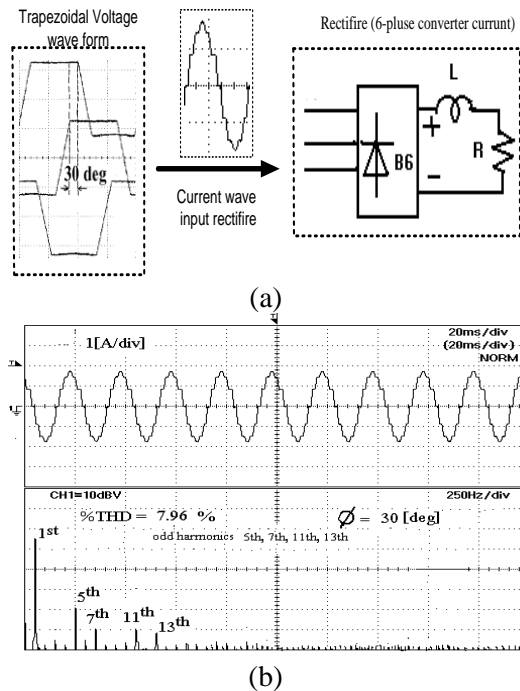 Trapezoidal Voltage
wave form
30 deg
Current wave
input rectifire
Rectifire (6-pluse converter currunt)
L
+
B6
R
−
(a)
1[A/div]
20ms/div
(20ms/div)
NORM
CH1=10dBV
250Hz/div
%THD = 7.96 %
Ø = 30 [deg]
odd harmonics 5th, 7th, 11th, 13th
1st
5th
7th
11th
13th
(b)